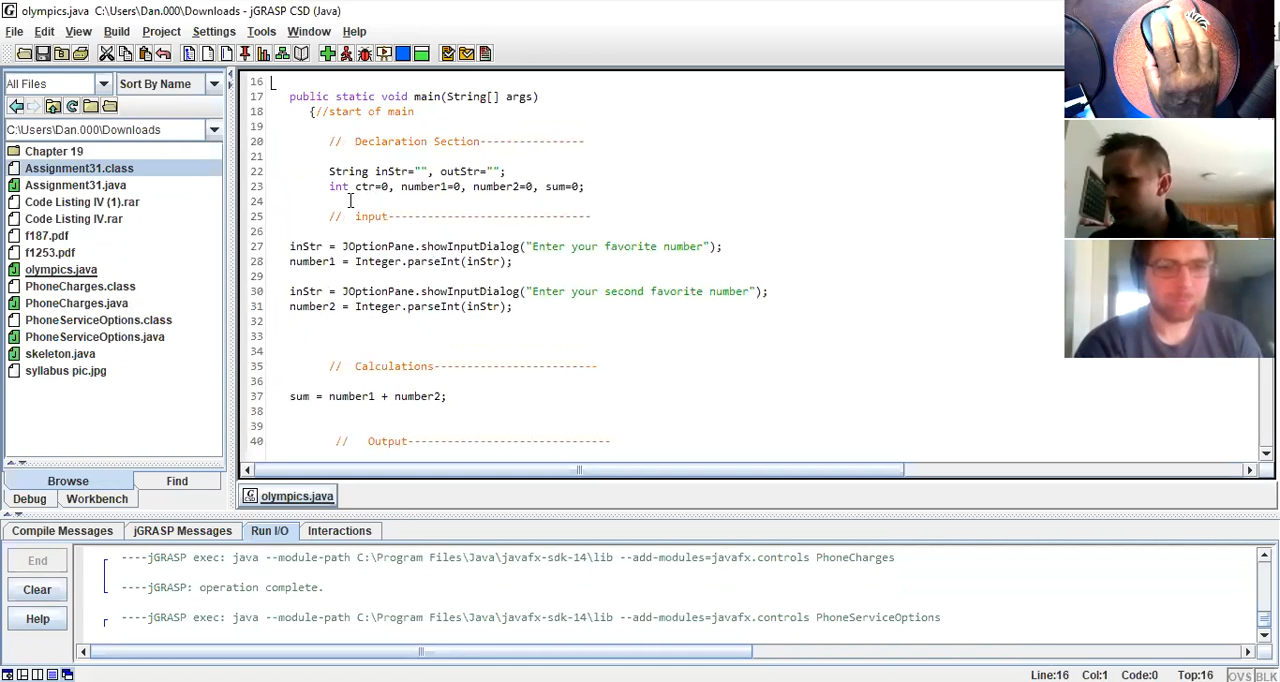 olympics.java  C:\Users\Dan.000\Downloads - jGRASP CSD (Java)
File Edit View Build Project Settings Tools Window Help
All Files Sort By Name
C:\Users\Dan.000\Downloads
Chapter 19
Assignment31.class
Assignment31.java
Code Listing IV (1).rar
Code Listing IV.rar
f187.pdf
f1253.pdf
olympics.java
PhoneCharges.class
PhoneCharges.java
PhoneServiceOptions.class
PhoneServiceOptions.java
skeleton.java
syllabus pic.jpg
Browse Find
Debug Workbench
16
17 public static void main(String[] args)
18 {//start of main
19
20 //  Declaration Section----------------
21
22 String inStr="", outStr="";
23 int ctr=0, number1=0, number2=0, sum=0;
24
25 //  input-------------------------------
26
27 inStr = JOptionPane.showInputDialog("Enter your favorite number");
28 number1 = Integer.parseInt(inStr);
29
30 inStr = JOptionPane.showInputDialog("Enter your second favorite number");
31 number2 = Integer.parseInt(inStr);
32
33
34
35 //  Calculations-------------------------
36
37 sum = number1 + number2;
38
39
40 //   Output-------------------------------
olympics.java
Compile Messages jGRASP Messages Run I/O Interactions
End
Clear
Help
----jGRASP exec: java --module-path C:\Program Files\Java\javafx-sdk-14\lib --add-modules=javafx.controls PhoneCharges
----jGRASP: operation complete.
----jGRASP exec: java --module-path C:\Program Files\Java\javafx-sdk-14\lib --add-modules=javafx.controls PhoneServiceOptions
Line:16 Col:1 Code:0 Top:16 OVS BLK